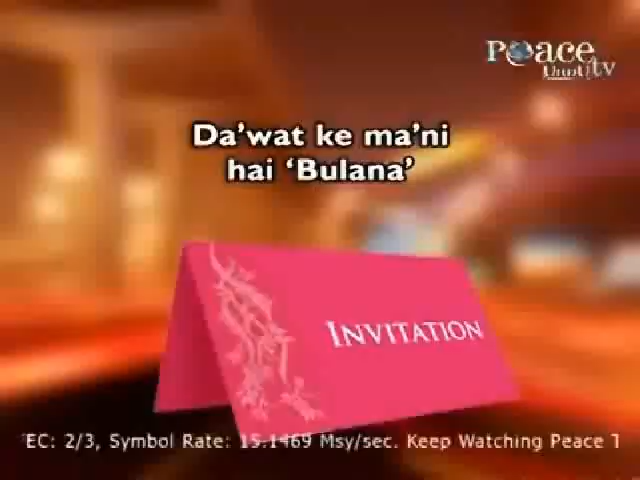 Peace
tv
Da'wat ke ma'ni
hai 'Bulana'
INVITATION
EC: 2/3, Symbol Rate: 15.1469 Msy/sec. Keep Watching Peace T